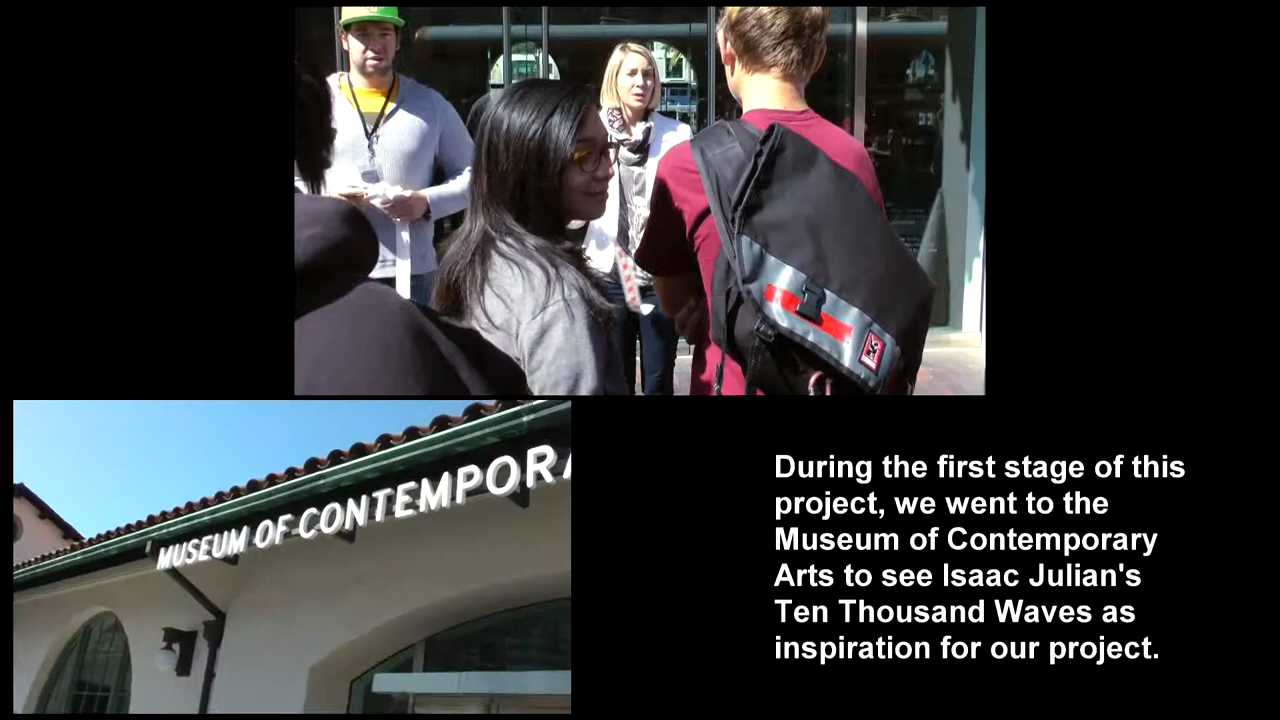 MUSEUM OF CONTEMPORA
During the first stage of this
project, we went to the
Museum of Contemporary
Arts to see Isaac Julian's
Ten Thousand Waves as
inspiration for our project.